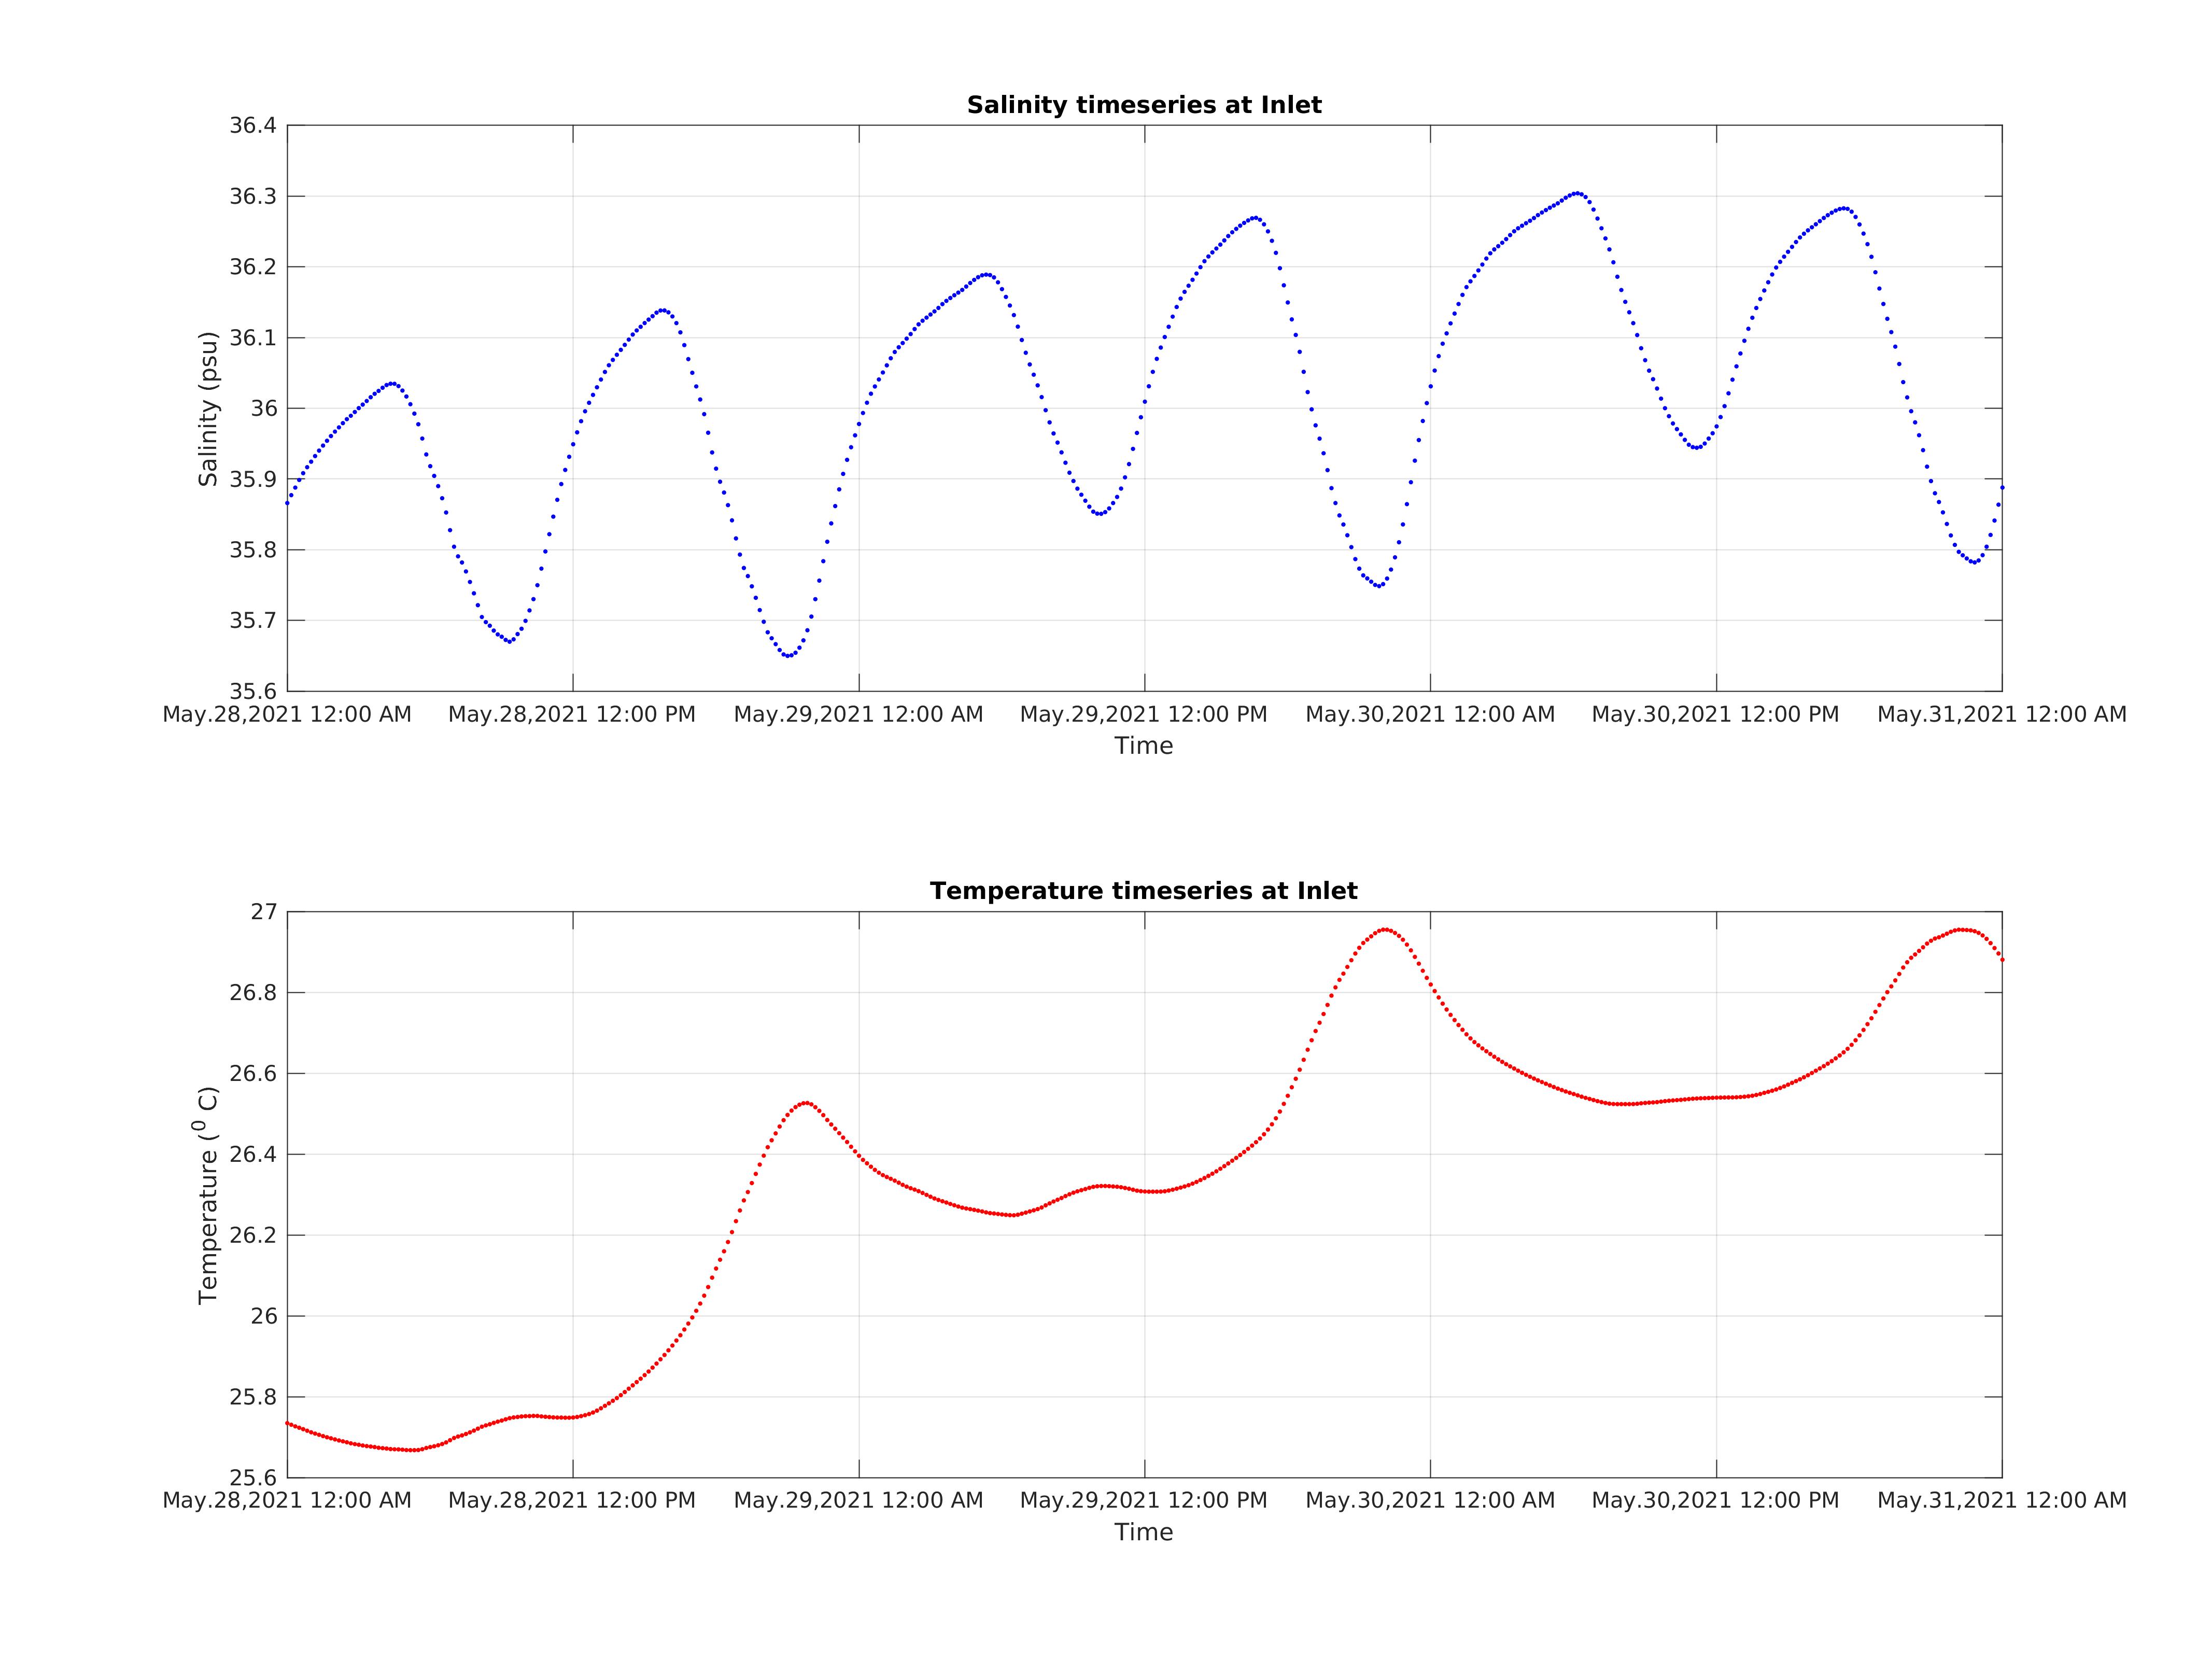 Salinity timeseries at Inlet
36.4
36.3
36.2
36.1
36
35.9
35.8
35.7
35.6
Salinity (psu)
May.28,2021 12:00 AM May.28,2021 12:00 PM May.29,2021 12:00 AM May.29,2021 12:00 PM May.30,2021 12:00 AM May.30,2021 12:00 PM May.31,2021 12:00 AM
Time
Temperature timeseries at Inlet
27
26.8
26.6
26.4
26.2
26
25.8
25.6
Temperature (⁰ C)
May.28,2021 12:00 AM May.28,2021 12:00 PM May.29,2021 12:00 AM May.29,2021 12:00 PM May.30,2021 12:00 AM May.30,2021 12:00 PM May.31,2021 12:00 AM
Time